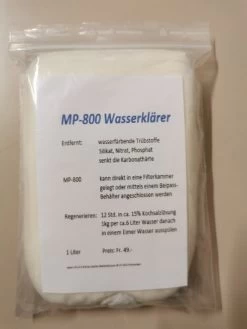 MP-800 Wasserklärer
Entfernt: wasserfärbende Trübstoffe
Silikat, Nitrat, Phosphat
senkt die Karbonathärte
MP-800 kann direkt in eine Filterkammer
gelegt oder mittels einem Beipass-
Behälter angeschlossen werden
Regenerieren: 12 Std. in ca. 15% Kochsalzlösung
1kg per ca.6 Liter Wasser danach
in einem Eimer Wasser ausspülen
1 Liter Preis: Fr. 49.-